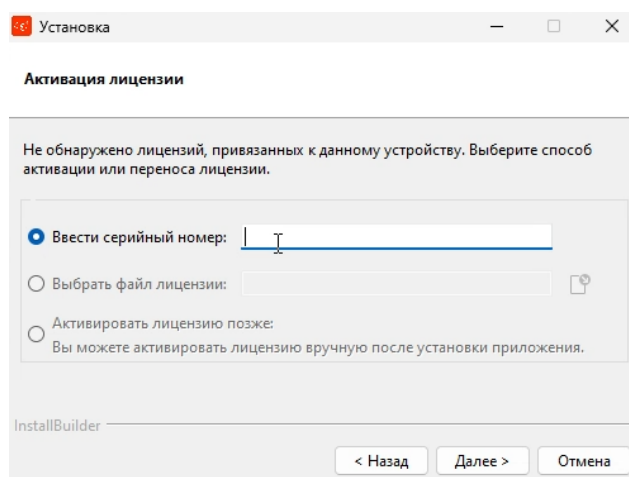 Установка
Активация лицензии
Не обнаружено лицензий, привязанных к данному устройству. Выберите способ
активации или переноса лицензии.
Ввести серийный номер:
Выбрать файл лицензии:
Активировать лицензию позже:
Вы можете активировать лицензию вручную после установки приложения.
InstallBuilder
< Назад Далее > Отмена